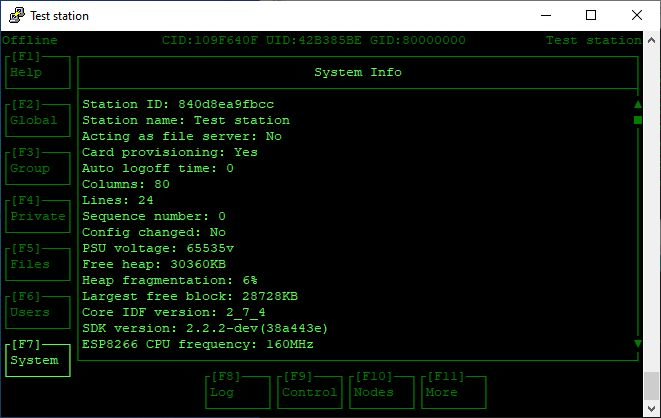 Test station
Offline CID:109F640F UID:42B385BE GID:80000000 Test station
[F1]
Help
System Info
[F2]
Global
[F3]
Group
[F4]
Private
[F5]
Files
[F6]
Users
[F7]
System
Station ID: 840d8ea9fbcc
Station name: Test station
Acting as file server: No
Card provisioning: Yes
Auto logoff time: 0
Columns: 80
Lines: 24
Sequence number: 0
Config changed: No
PSU voltage: 65535v
Free heap: 30360KB
Heap fragmentation: 6%
Largest free block: 28728KB
Core IDF version: 2_7_4
SDK version: 2.2.2-dev(38a443e)
ESP8266 CPU frequency: 160MHz
[F8] [F9] [F10] [F11]
Log Control Nodes More